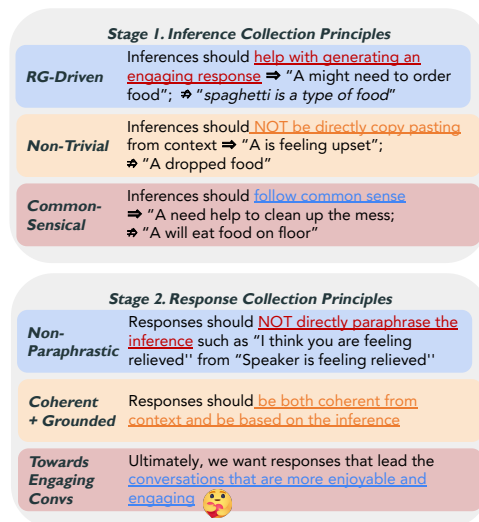 Stage 1. Inference Collection Principles
RG-Driven
Inferences should help with generating an
engaging response ⇒ "A might need to order
food"; ⇏ "spaghetti is a type of food"
Non-Trivial
Inferences should NOT be directly copy pasting
from context ⇒ "A is feeling upset";
⇏ "A dropped food"
Common-
Sensical
Inferences should follow common sense
⇒ "A need help to clean up the mess;
⇏ "A will eat food on floor"
Stage 2. Response Collection Principles
Non-
Paraphrastic
Responses should NOT directly paraphrase the
inference such as "I think you are feeling
relieved'' from "Speaker is feeling relieved''
Coherent
+ Grounded
Responses should be both coherent from
context and be based on the inference
Towards
Engaging
Convs
Ultimately, we want responses that lead the
conversations that are more enjoyable and
engaging 🤗